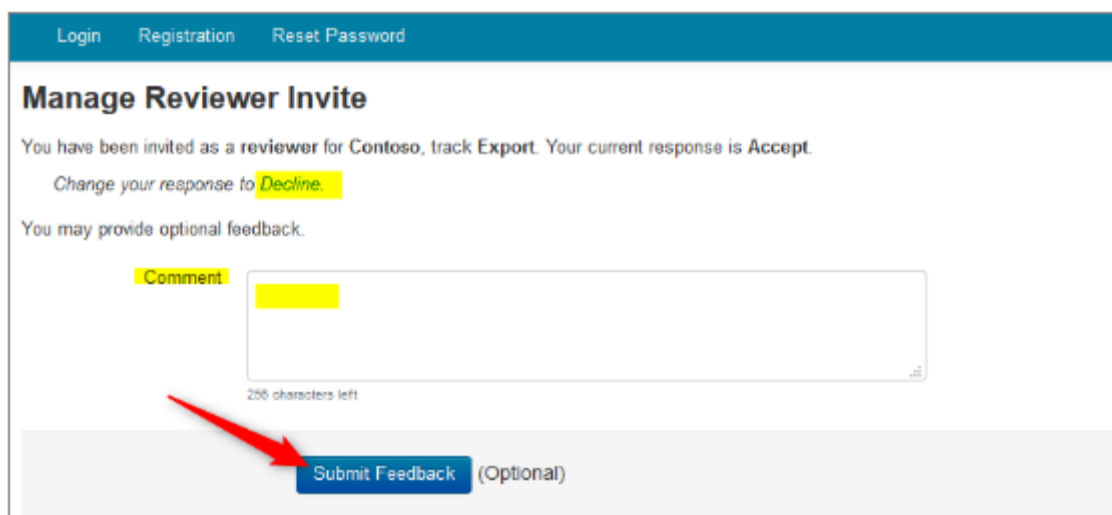 Login Registration Reset Password
Manage Reviewer Invite
You have been invited as a reviewer for Contoso, track Export. Your current response is Accept.
Change your response to Decline.
You may provide optional feedback.
Comment
256 characters left
Submit Feedback (Optional)